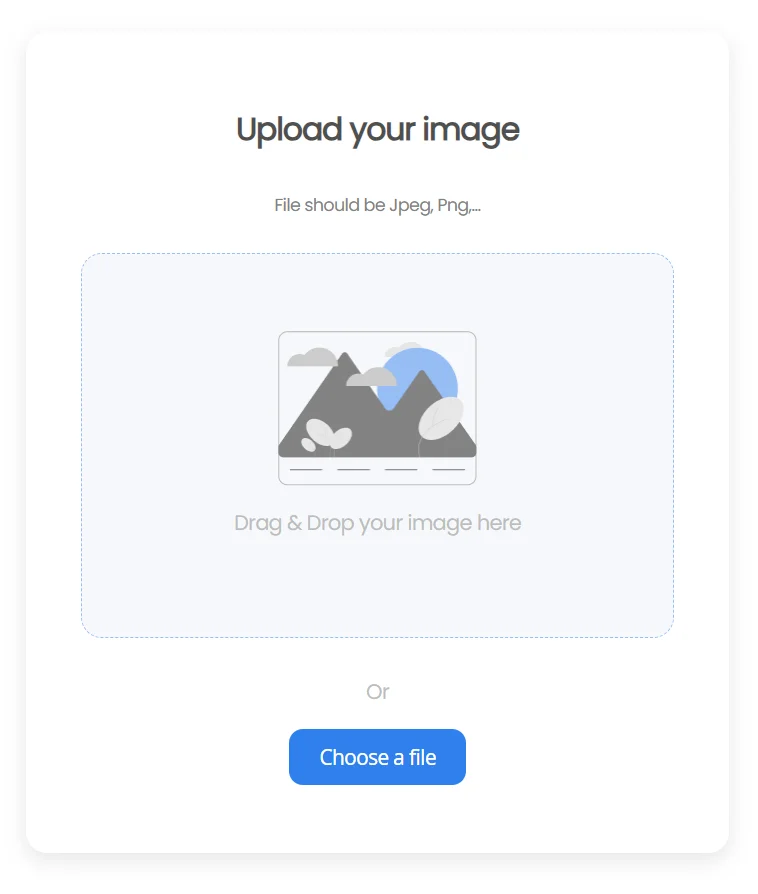 Upload your image
File should be Jpeg, Png,...
Drag & Drop your image here
Or
Choose a file